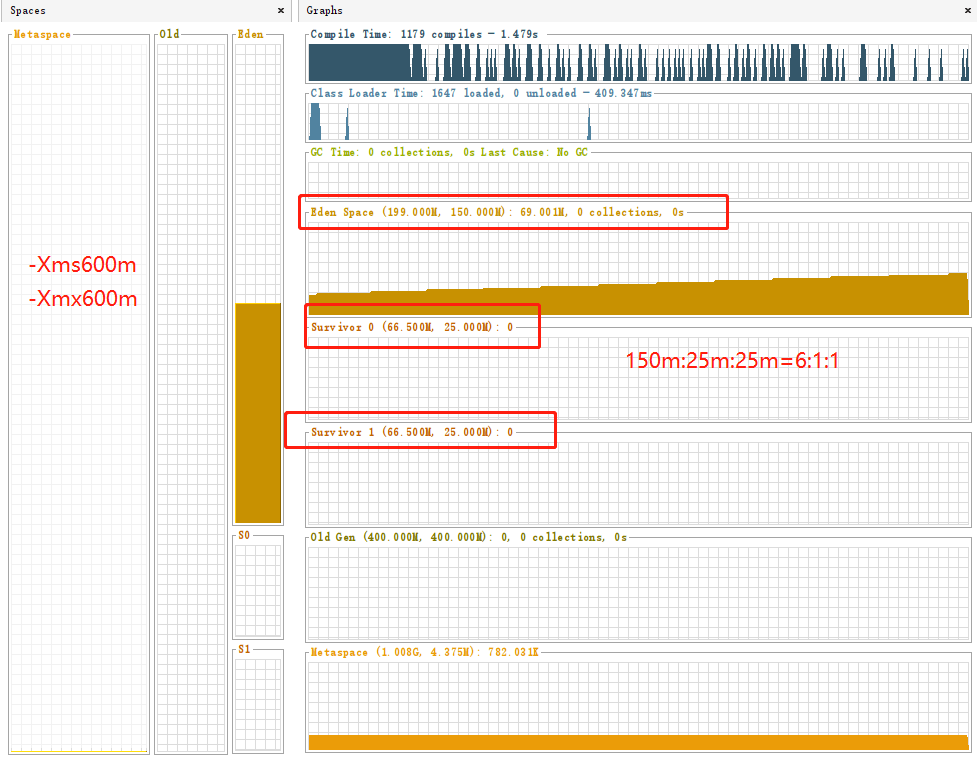 Spaces
×
Graphs
×
Metaspace
Old
Eden
S0
S1
-Xms600m
-Xmx600m
Compile Time: 1179 compiles — 1.479s
Class Loader Time: 1647 loaded, 0 unloaded — 409.347ms
GC Time: 0 collections, 0s Last Cause: No GC
Eden Space (199.000M, 150.000M): 69.001M, 0 collections, 0s
Survivor 0 (66.500M, 25.000M): 0
150m:25m:25m=6:1:1
Survivor 1 (66.500M, 25.000M): 0
Old Gen (400.000M, 400.000M): 0, 0 collections, 0s
Metaspace (1.008G, 4.375M): 782.031K